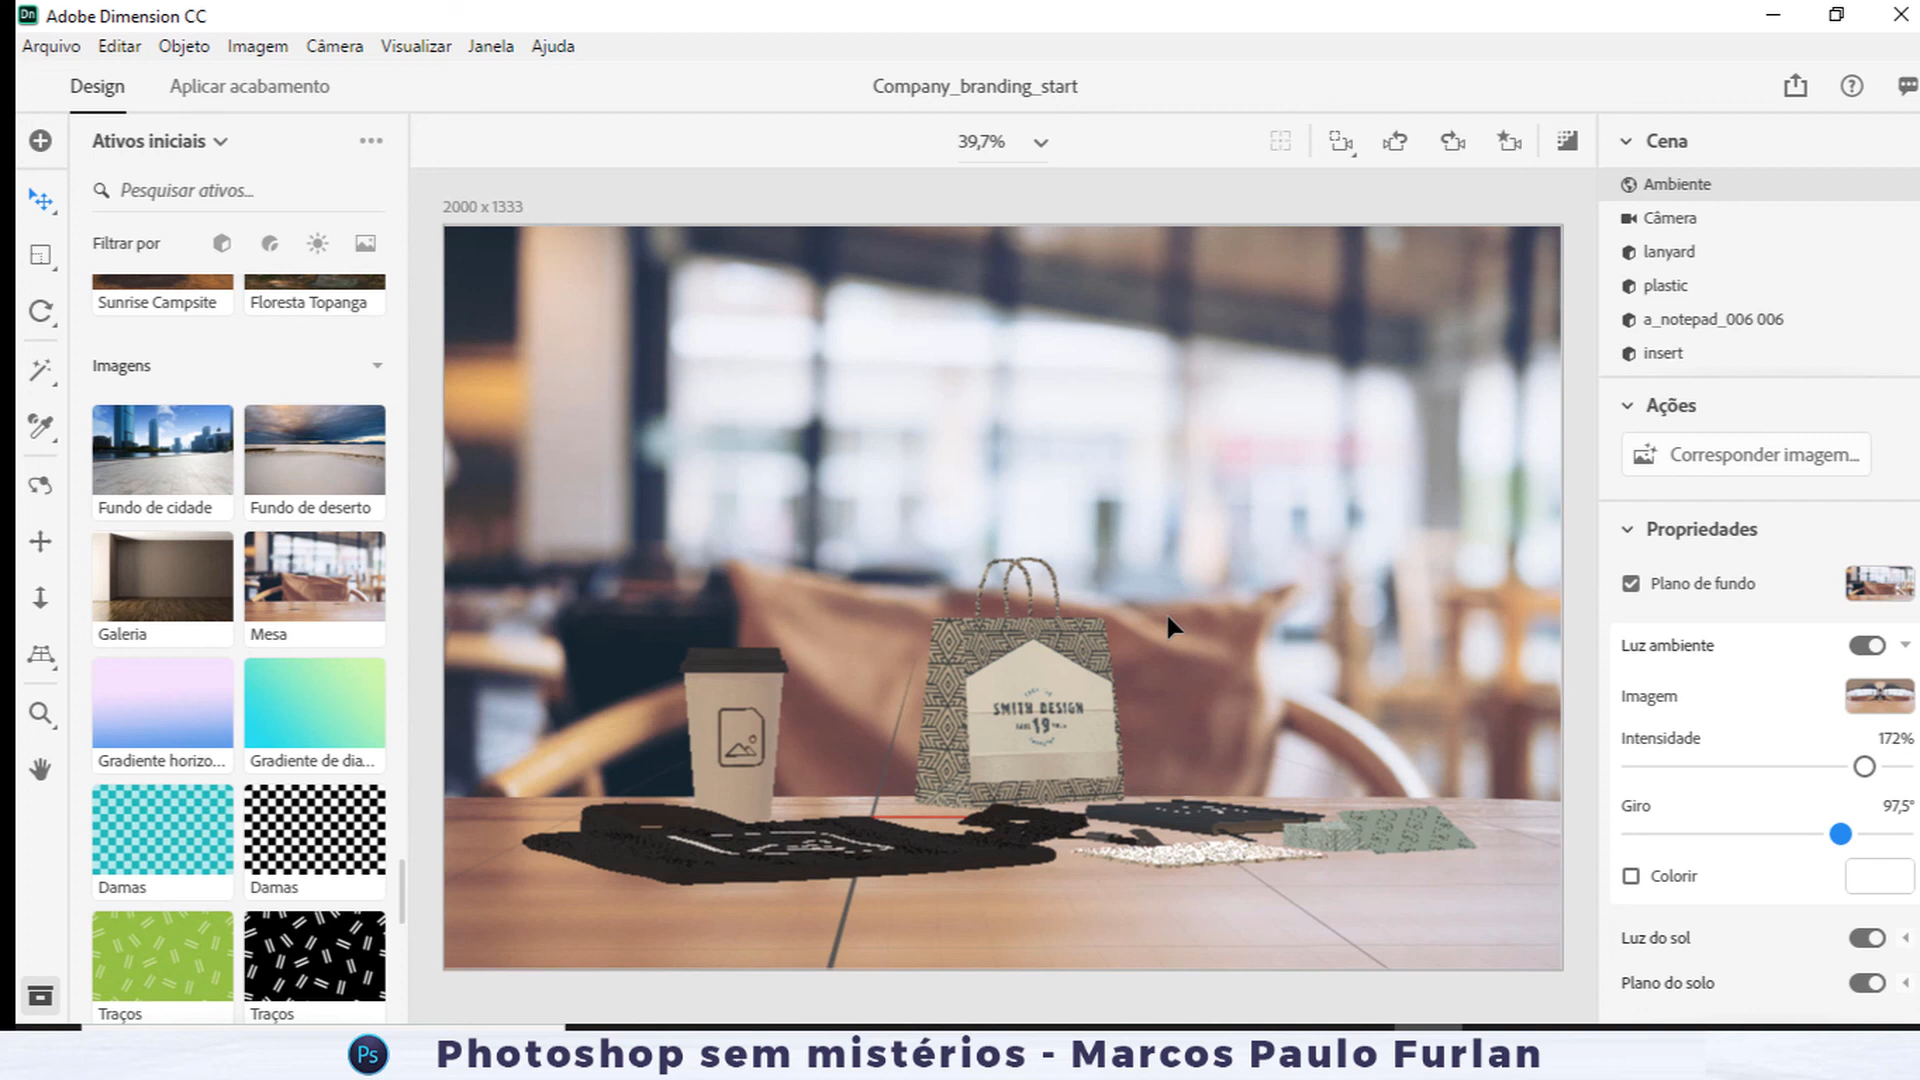 Dn Adobe Dimension CC
Arquivo Editar Objeto Imagem Câmera Visualizar Janela Ajuda
Design Aplicar acabamento Company_branding_start
Ativos iniciais
39,7%
Pesquisar ativos...
Filtrar por
Sunrise Campsite Floresta Topanga
Imagens
Fundo de cidade Fundo de deserto
Galeria Mesa
Gradiente horizo... Gradiente de dia...
Damas Damas
Traços Traços
2000 x 1333
SMITH DESIGN
19
Cena
Ambiente
Câmera
lanyard
plastic
a_notepad_006 006
insert
Ações
Corresponder imagem...
Propriedades
Plano de fundo
Luz ambiente
Imagem
Intensidade 172%
Giro 97,5°
Colorir
Luz do sol
Plano do solo
Ps Photoshop sem mistérios - Marcos Paulo Furlan